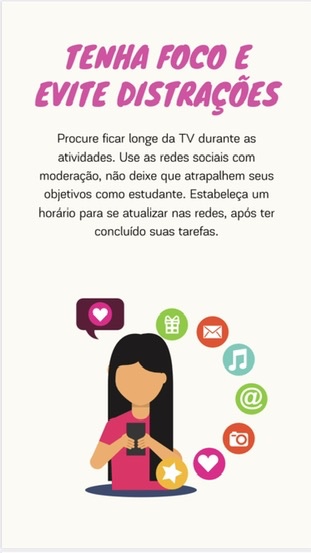 TENHA FOCO E
EVITE DISTRAÇÕES
Procure ficar longe da TV durante as
atividades. Use as redes sociais com
moderação, não deixe que atrapalhem seus
objetivos como estudante. Estabeleça um
horário para se atualizar nas redes, após ter
concluído suas tarefas.
@